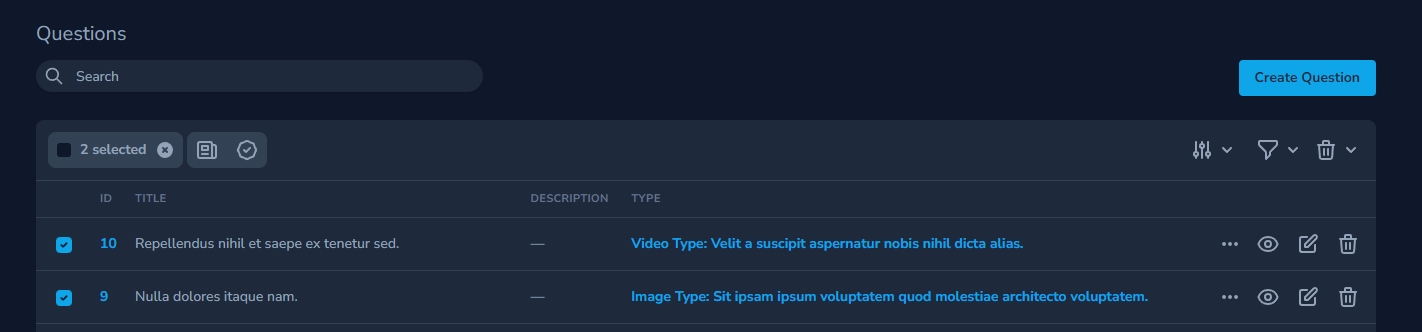 Questions
Search
Create Question
2 selected
ID TITLE DESCRIPTION TYPE
10 Repellendus nihil et saepe ex tenetur sed. — Video Type: Velit a suscipit aspernatur nobis nihil dicta alias.
9 Nulla dolores itaque nam. — Image Type: Sit ipsam ipsum voluptatem quod molestiae architecto voluptatem.